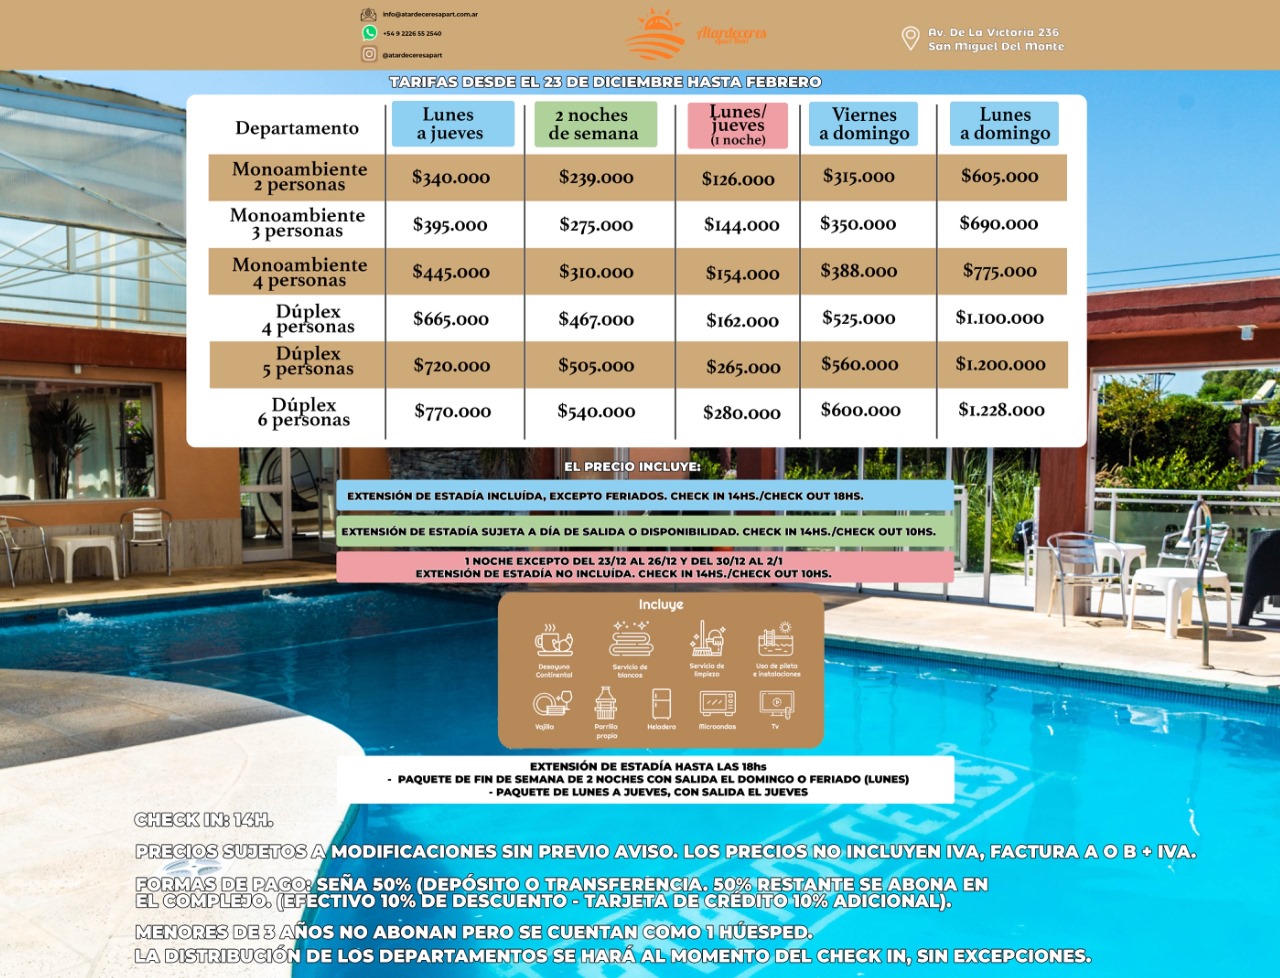 info@atardeceresapart.com.ar
+54 9 2226 55 2540
@atardeceresapart
Atardeceres
Apart Hotel
Av. De La Victoria 236
San Miguel Del Monte
TARIFAS DESDE EL 23 DE DICIEMBRE HASTA FEBRERO
Departamento
Lunes
a jueves
2 noches
de semana
Lunes/
jueves
(1 noche)
Viernes
a domingo
Lunes
a domingo
Monoambiente
2 personas
$340.000 $239.000 $126.000 $315.000 $605.000
Monoambiente
3 personas
$395.000 $275.000 $144.000 $350.000 $690.000
Monoambiente
4 personas
$445.000 $310.000 $154.000 $388.000 $775.000
Dúplex
4 personas
$665.000 $467.000 $162.000 $525.000 $1.100.000
Dúplex
5 personas
$720.000 $505.000 $265.000 $560.000 $1.200.000
Dúplex
6 personas
$770.000 $540.000 $280.000 $600.000 $1.228.000
EL PRECIO INCLUYE:
EXTENSIÓN DE ESTADÍA INCLUÍDA, EXCEPTO FERIADOS. CHECK IN 14HS./CHECK OUT 18HS.
EXTENSIÓN DE ESTADÍA SUJETA A DÍA DE SALIDA O DISPONIBILIDAD. CHECK IN 14HS./CHECK OUT 10HS.
1 NOCHE EXCEPTO DEL 23/12 AL 26/12 Y DEL 30/12 AL 2/1
EXTENSIÓN DE ESTADÍA NO INCLUÍDA. CHECK IN 14HS./CHECK OUT 10HS.
Incluye
Desayuno
Continental
Servicio de
blancos
Servicio de
limpieza
Uso de pileta
e instalaciones
Vajilla
Parrilla
propia
Heladera
Microondas
Tv
EXTENSIÓN DE ESTADÍA HASTA LAS 18hs
- PAQUETE DE FIN DE SEMANA DE 2 NOCHES CON SALIDA EL DOMINGO O FERIADO (LUNES)
- PAQUETE DE LUNES A JUEVES, CON SALIDA EL JUEVES
CHECK IN: 14H.
PRECIOS SUJETOS A MODIFICACIONES SIN PREVIO AVISO. LOS PRECIOS NO INCLUYEN IVA, FACTURA A O B + IVA.
FORMAS DE PAGO: SEÑA 50% (DEPÓSITO O TRANSFERENCIA. 50% RESTANTE SE ABONA EN
EL COMPLEJO. (EFECTIVO 10% DE DESCUENTO - TARJETA DE CRÉDITO 10% ADICIONAL).
MENORES DE 3 AÑOS NO ABONAN PERO SE CUENTAN COMO 1 HÚESPED.
LA DISTRIBUCIÓN DE LOS DEPARTAMENTOS SE HARÁ AL MOMENTO DEL CHECK IN, SIN EXCEPCIONES.